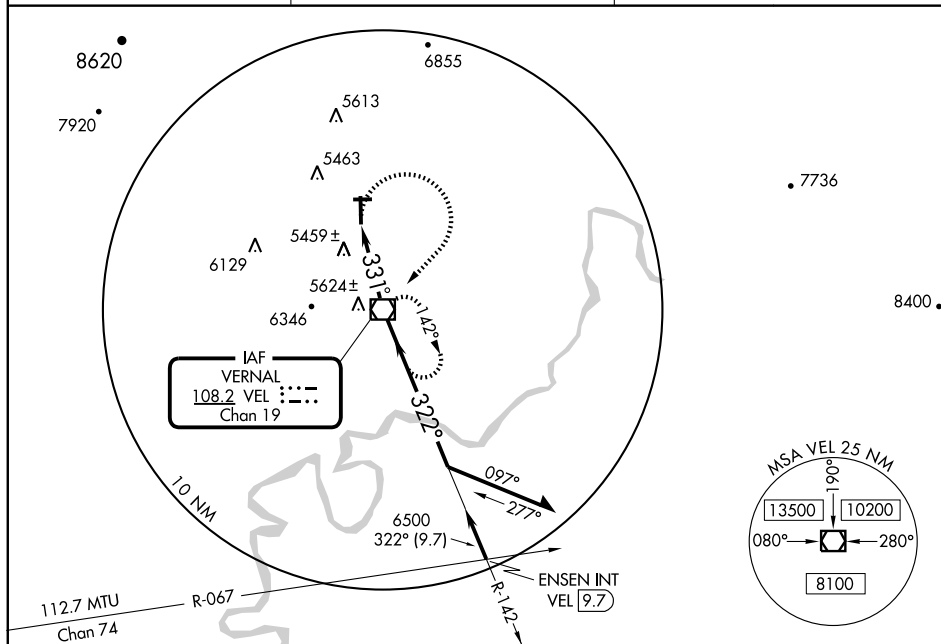 8620
6855
7920
5613
5463
7736
5459±
6129
331°
5624±
6346
8400
142°
IAF
VERNAL
108.2 VEL
Chan 19
322°
097°
277°
10 NM
6500
322° (9.7)
ENSEN INT
VEL 9.7
112.7 MTU
Chan 74
R-067
R-142
MSA VEL 25 NM
190°
13500
10200
080°
280°
8100